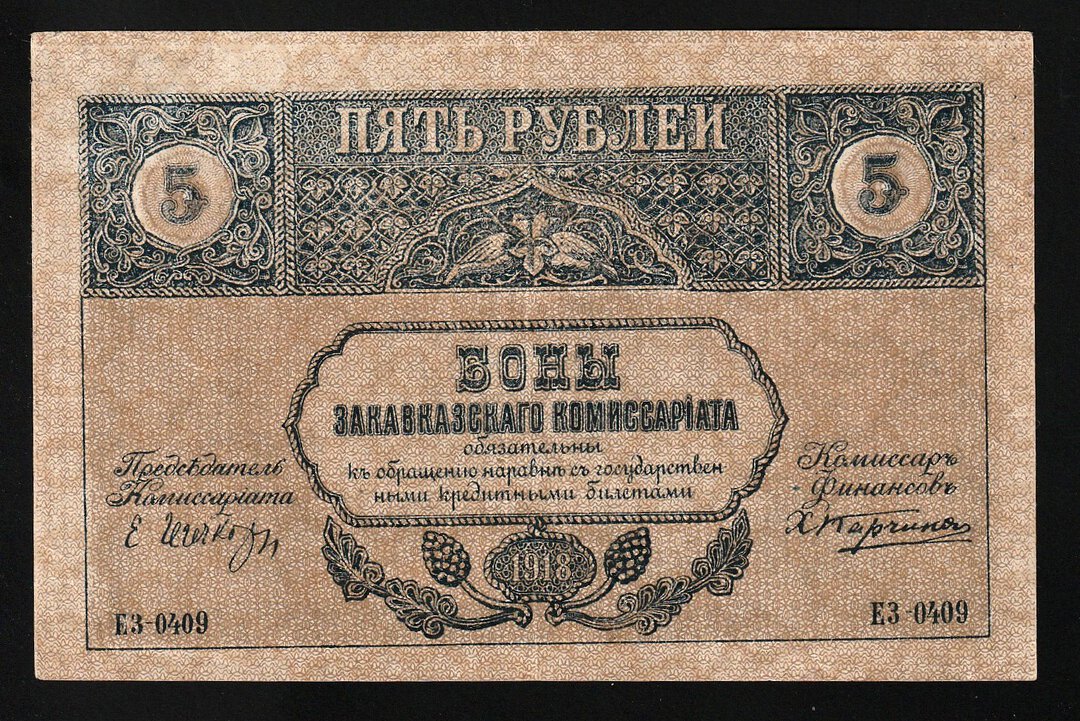 ПЯТЬ РУБЛЕЙ
5
5
БОНЫ
ЗАКАВКАЗСКАГО КОМИССАРІАТА
обязательны
къ обращению наравнѣ съ государствен
ными кредитными билетами
Предсѣдатель
Комиссаріата
Комиссаръ
Финансовъ
1918
ЕЗ-0409
ЕЗ-0409